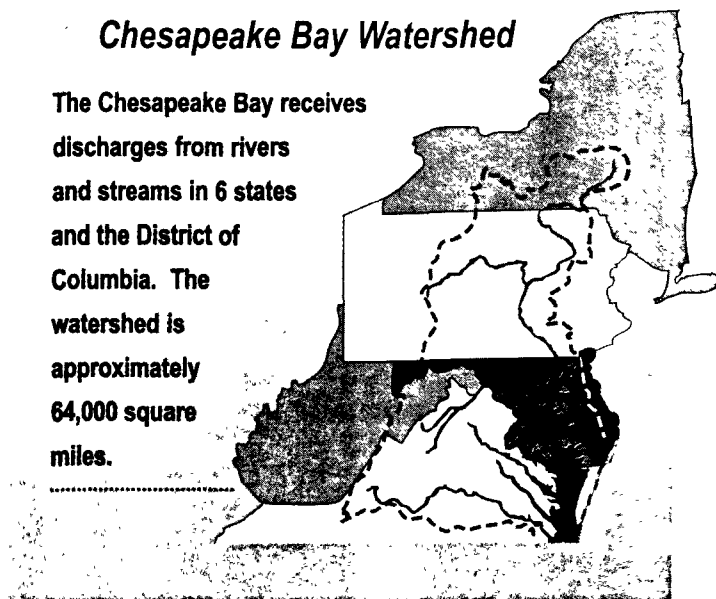 Chesapeake Bay Watershed
The Chesapeake Bay receives
discharges from rivers
and streams in 6 states
and the District of
Columbia. The
watershed is
approximately
64,000 square
miles.